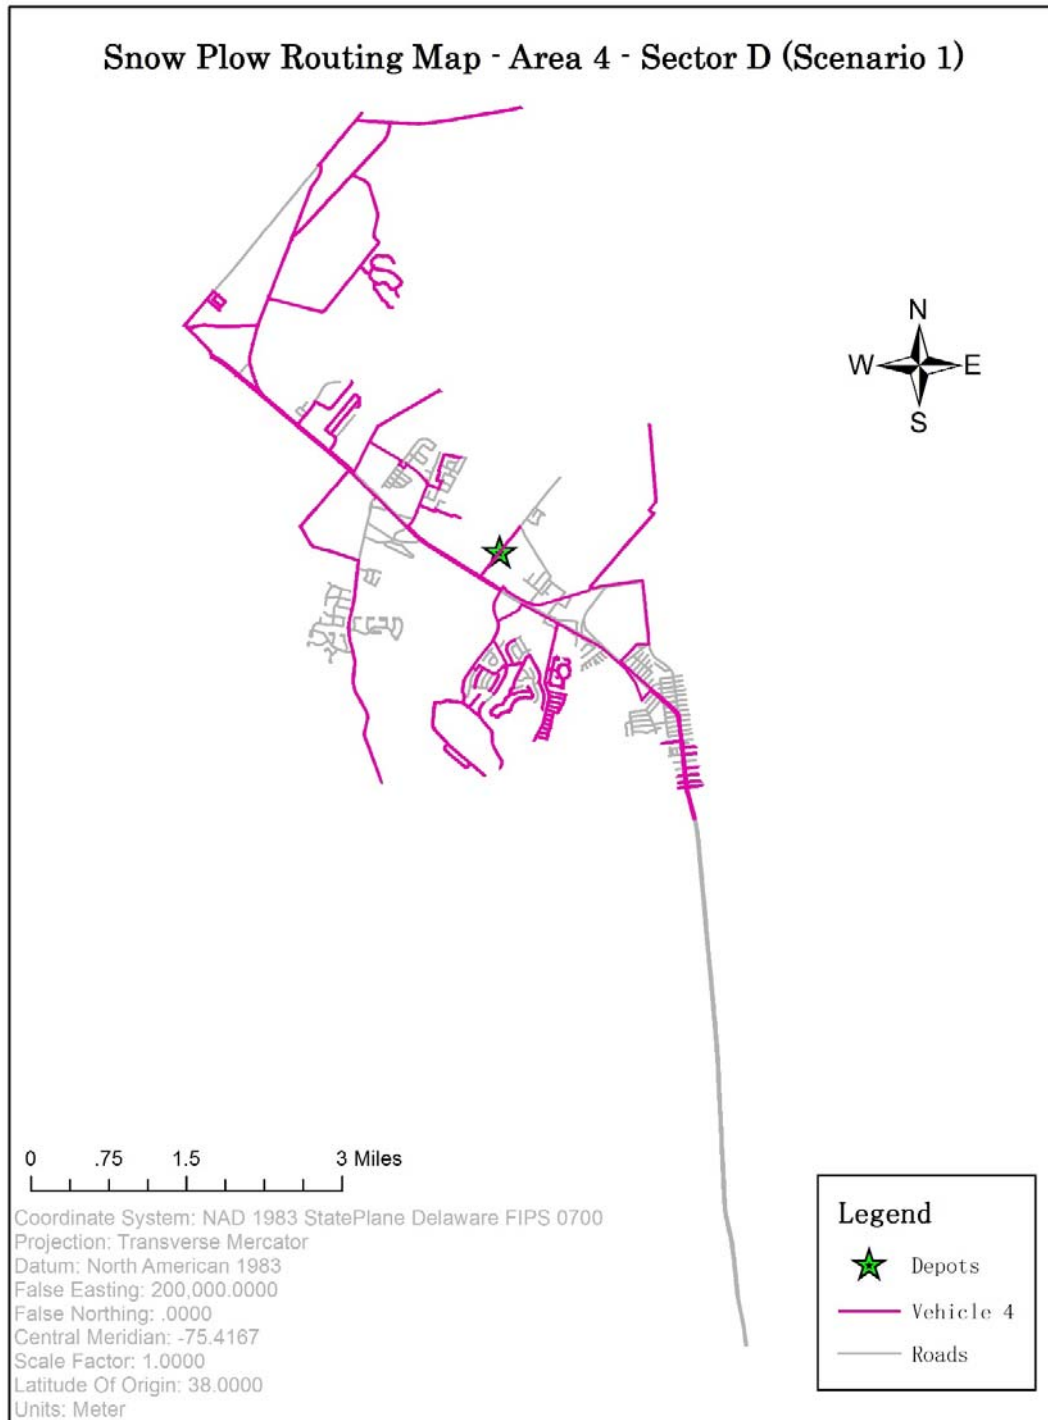 Snow Plow Routing Map - Area 4 - Sector D (Scenario 1)
N
W E
S
0 .75 1.5 3 Miles
Coordinate System: NAD 1983 StatePlane Delaware FIPS 0700
Projection: Transverse Mercator
Datum: North American 1983
False Easting: 200,000.0000
False Northing: .0000
Central Meridian: -75.4167
Scale Factor: 1.0000
Latitude Of Origin: 38.0000
Units: Meter
Legend
Depots
Vehicle 4
Roads